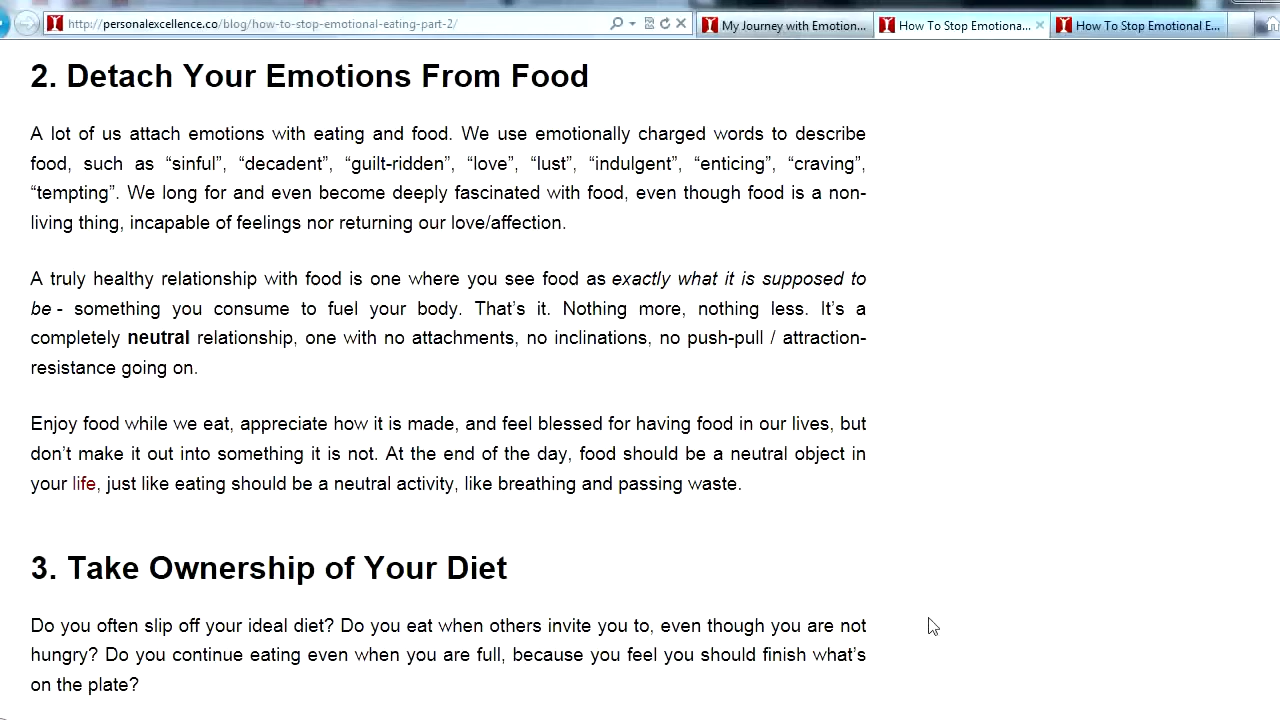 http://personalexcellence.co/blog/how-to-stop-emotional-eating-part-2/
My Journey with Emotion...
How To Stop Emotiona...
How To Stop Emotional E...
2. Detach Your Emotions From Food
A lot of us attach emotions with eating and food. We use emotionally charged words to describe
food, such as “sinful”, “decadent”, “guilt-ridden”, “love”, “lust”, “indulgent”, “enticing”, “craving”,
“tempting”. We long for and even become deeply fascinated with food, even though food is a non-
living thing, incapable of feelings nor returning our love/affection.
A truly healthy relationship with food is one where you see food as exactly what it is supposed to
be - something you consume to fuel your body. That’s it. Nothing more, nothing less. It’s a
completely neutral relationship, one with no attachments, no inclinations, no push-pull / attraction-
resistance going on.
Enjoy food while we eat, appreciate how it is made, and feel blessed for having food in our lives, but
don’t make it out into something it is not. At the end of the day, food should be a neutral object in
your life, just like eating should be a neutral activity, like breathing and passing waste.
3. Take Ownership of Your Diet
Do you often slip off your ideal diet? Do you eat when others invite you to, even though you are not
hungry? Do you continue eating even when you are full, because you feel you should finish what’s
on the plate?